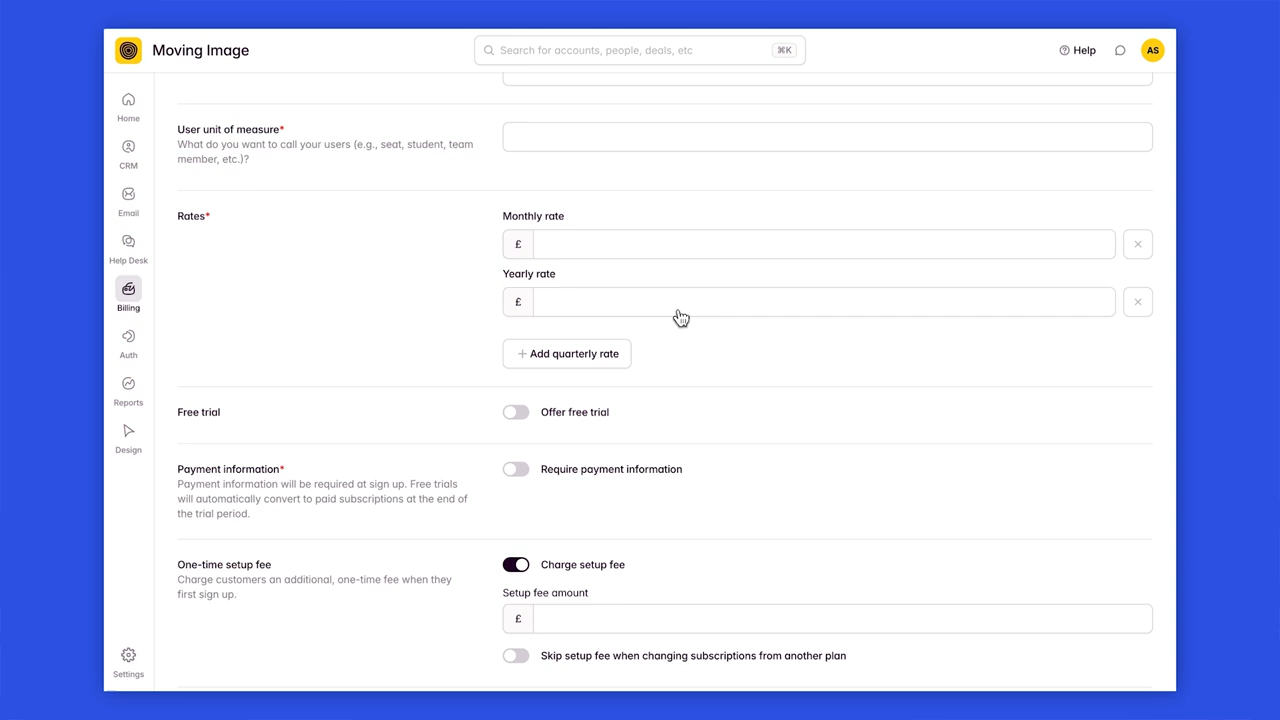 Moving Image
Search for accounts, people, deals, etc
⌘K
Help
AS
Home
CRM
Email
Help Desk
Billing
Auth
Reports
Design
Settings
User unit of measure*
What do you want to call your users (e.g., seat, student, team
member, etc.)?
Rates*
Monthly rate
£
Yearly rate
£
+ Add quarterly rate
Free trial
Offer free trial
Payment information*
Payment information will be required at sign up. Free trials
will automatically convert to paid subscriptions at the end of
the trial period.
Require payment information
One-time setup fee
Charge customers an additional, one-time fee when they
first sign up.
Charge setup fee
Setup fee amount
£
Skip setup fee when changing subscriptions from another plan